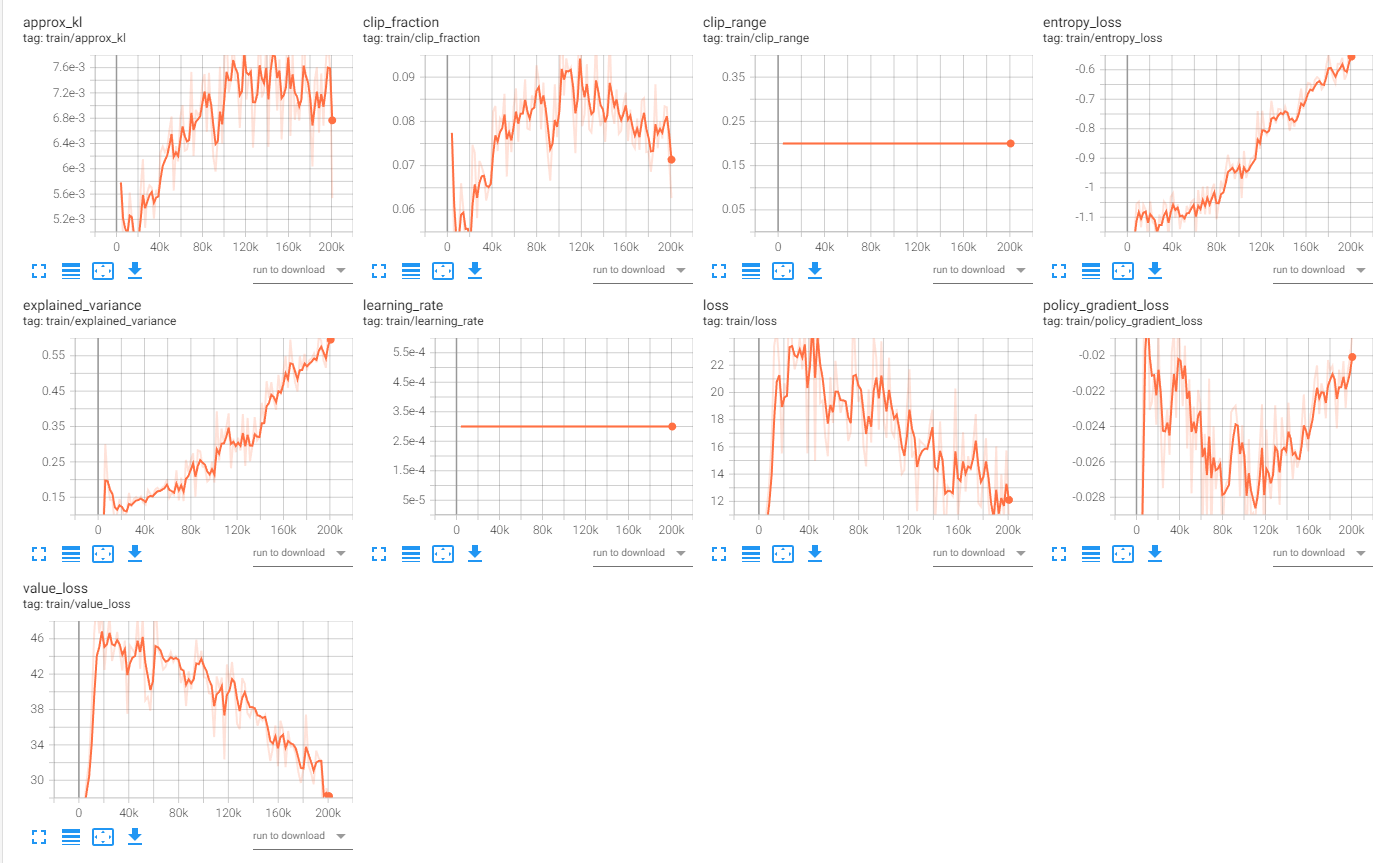 approx_kl
tag: train/approx_kl
7.6e-3
7.2e-3
6.8e-3
6.4e-3
6e-3
5.6e-3
5.2e-3
0 40k 80k 120k 160k 200k
run to download
clip_fraction
tag: train/clip_fraction
0.09
0.08
0.07
0.06
0 40k 80k 120k 160k 200k
run to download
clip_range
tag: train/clip_range
0.35
0.25
0.15
0.05
0 40k 80k 120k 160k 200k
run to download
entropy_loss
tag: train/entropy_loss
-0.6
-0.7
-0.8
-0.9
-1
-1.1
0 40k 80k 120k 160k 200k
run to download
explained_variance
tag: train/explained_variance
0.55
0.45
0.35
0.25
0.15
0 40k 80k 120k 160k 200k
run to download
learning_rate
tag: train/learning_rate
5.5e-4
4.5e-4
3.5e-4
2.5e-4
1.5e-4
5e-5
0 40k 80k 120k 160k 200k
run to download
loss
tag: train/loss
22
20
18
16
14
12
0 40k 80k 120k 160k 200k
run to download
policy_gradient_loss
tag: train/policy_gradient_loss
-0.02
-0.022
-0.024
-0.026
-0.028
0 40k 80k 120k 160k 200k
run to download
value_loss
tag: train/value_loss
46
42
38
34
30
0 40k 80k 120k 160k 200k
run to download